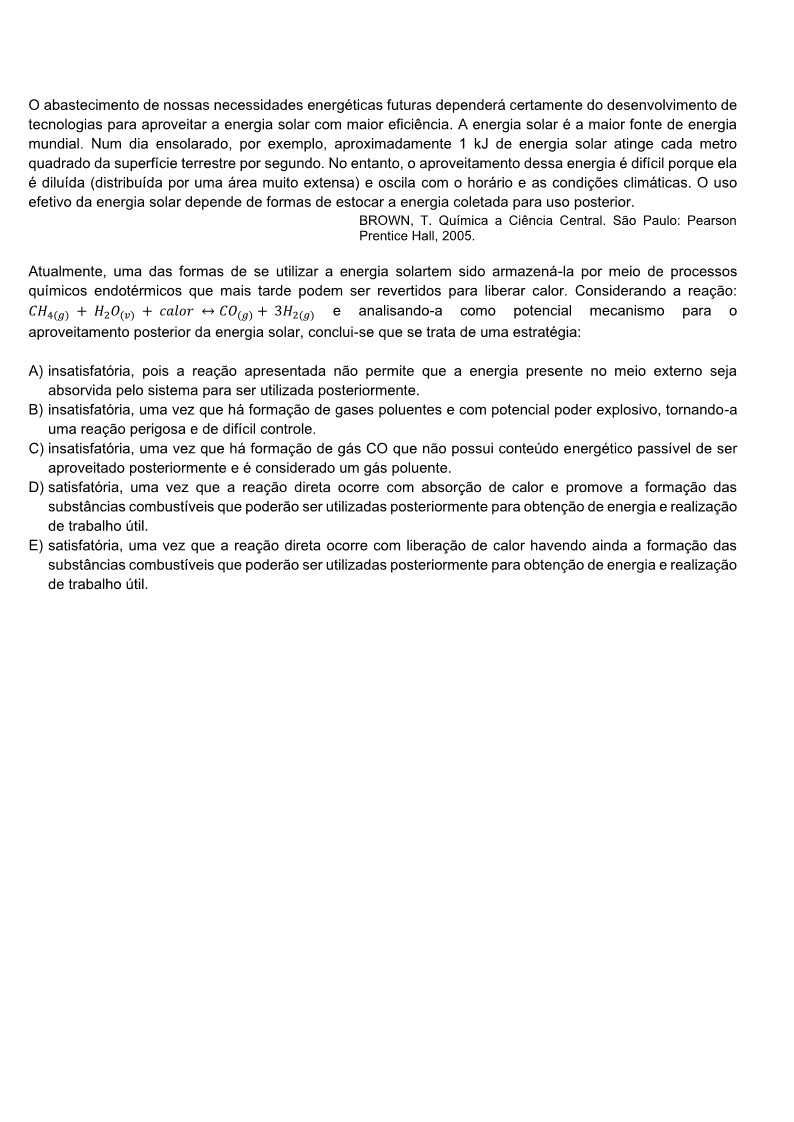 O abastecimento de nossas necessidades energéticas futuras dependerá certamente do desenvolvimento de
tecnologias para aproveitar a energia solar com maior eficiência. A energia solar é a maior fonte de energia
mundial. Num dia ensolarado, por exemplo, aproximadamente 1 kJ de energia solar atinge cada metro
quadrado da superfície terrestre por segundo. No entanto, o aproveitamento dessa energia é difícil porque ela
é diluída (distribuída por uma área muito extensa) e oscila com o horário e as condições climáticas. O uso
efetivo da energia solar depende de formas de estocar a energia coletada para uso posterior.
BROWN, T. Química a Ciência Central. São Paulo: Pearson
Prentice Hall, 2005.
Atualmente, uma das formas de se utilizar a energia solartem sido armazená-la por meio de processos
químicos endotérmicos que mais tarde podem ser revertidos para liberar calor. Considerando a reação:
CH₄(g) + H₂O(v) + calor ↔ CO(g) + 3H₂(g) e analisando-a como potencial mecanismo para o
aproveitamento posterior da energia solar, conclui-se que se trata de uma estratégia:
A) insatisfatória, pois a reação apresentada não permite que a energia presente no meio externo seja
absorvida pelo sistema para ser utilizada posteriormente.
B) insatisfatória, uma vez que há formação de gases poluentes e com potencial poder explosivo, tornando-a
uma reação perigosa e de difícil controle.
C) insatisfatória, uma vez que há formação de gás CO que não possui conteúdo energético passível de ser
aproveitado posteriormente e é considerado um gás poluente.
D) satisfatória, uma vez que a reação direta ocorre com absorção de calor e promove a formação das
substâncias combustíveis que poderão ser utilizadas posteriormente para obtenção de energia e realização
de trabalho útil.
E) satisfatória, uma vez que a reação direta ocorre com liberação de calor havendo ainda a formação das
substâncias combustíveis que poderão ser utilizadas posteriormente para obtenção de energia e realização
de trabalho útil.